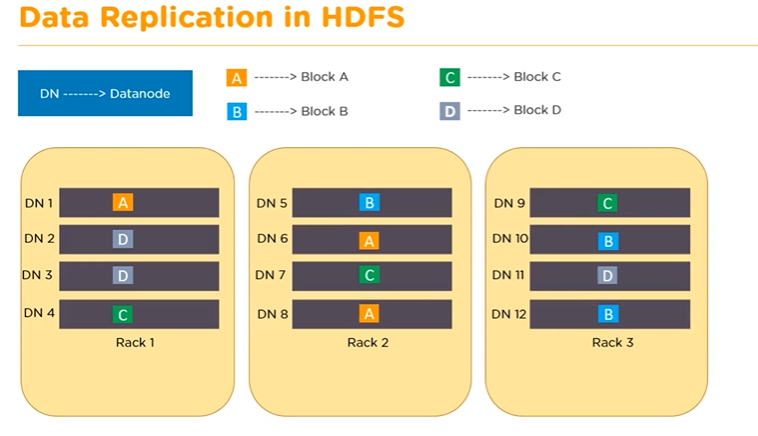 Data Replication in HDFS
DN -------> Datanode
A -------> Block A
C -------> Block C
B -------> Block B
D -------> Block D
DN 1 A
DN 2 D
DN 3 D
DN 4 C
Rack 1
DN 5 B
DN 6 A
DN 7 C
DN 8 A
Rack 2
DN 9 C
DN 10 B
DN 11 D
DN 12 B
Rack 3